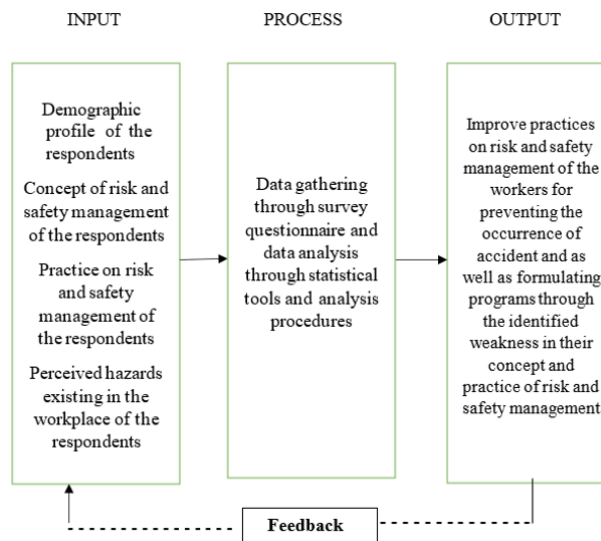 INPUT
PROCESS
OUTPUT
Demographic
profile of the
respondents
Concept of risk and
safety management
of the respondents
Practice on risk
and safety
management of
the respondents
Perceived hazards
existing in the
workplace of the
respondents
Data gathering
through survey
questionnaire and
data analysis
through statistical
tools and analysis
procedures
Improve practices
on risk and safety
management of the
workers for
preventing the
occurrence of
accident and as
well as formulating
programs through
the identified
weakness in their
concept and
practice of risk and
safety management
Feedback